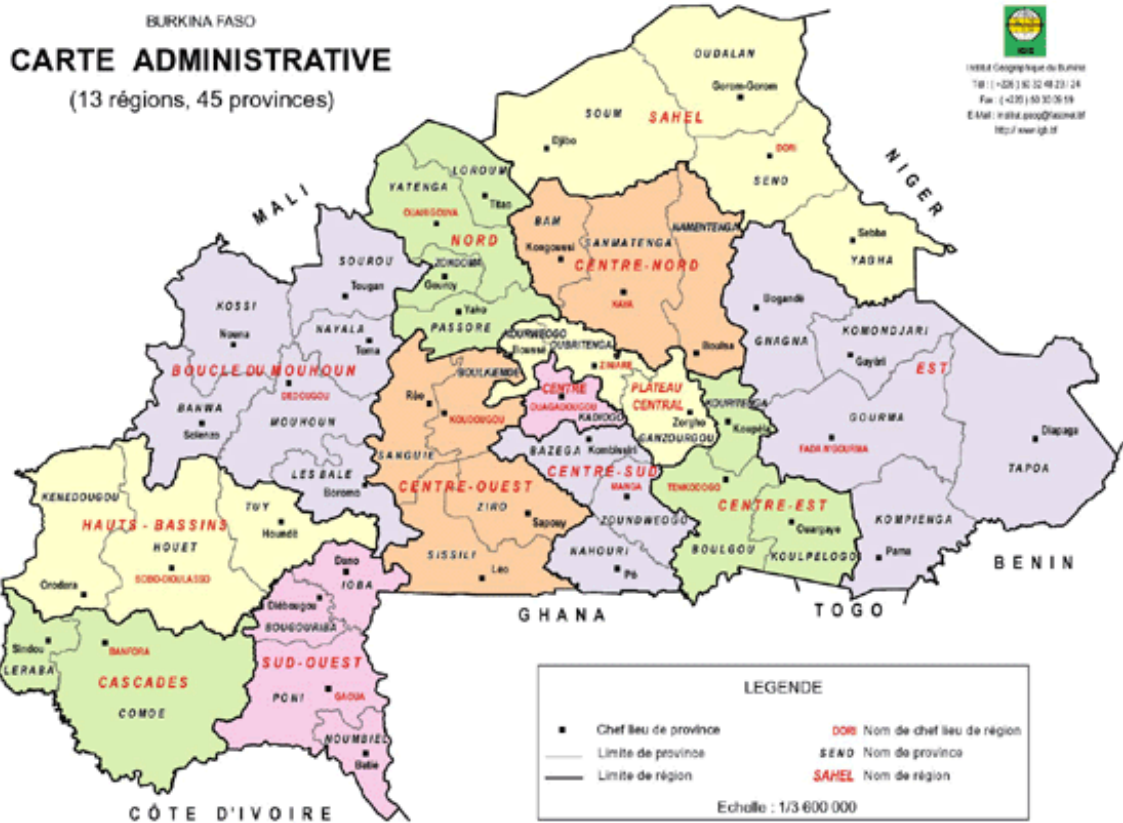 BURKINA FASO
CARTE ADMINISTRATIVE
(13 régions, 45 provinces)
IGB
Institut Géographique du Burkina
MALI
NIGER
BENIN
TOGO
GHANA
CÔTE D'IVOIRE
OUDALAN
Gorom-Gorom
SOUM
SAHEL
Djibo
DORI
SENO
Sebba
YAGHA
LOROUM
YATENGA
Titao
OUAHIGOUYA
NORD
ZONDOMA
Gourcy
Yako
PASSORE
BAM
Kongoussi
SANMATENGA
NAMENTENGA
CENTRE-NORD
KAYA
Boulsa
SOUROU
Tougan
KOSSI
Nouna
NAYALA
Toma
BOUCLE DU MOUHOUN
DEDOUGOU
BANWA
Solenzo
MOUHOUN
LES BALE
Boromo
KOURWEOGO
Boussé
OUBRITENGA
ZINIARE
PLATEAU
CENTRAL
Zorgho
GANZOURGOU
BOULKIEMDE
Réo
KOUDOUGOU
SANGUIE
CENTRE-OUEST
ZIRO
Sapouy
SISSILI
Léo
CENTRE
OUAGADOUGOU
KADIOGO
BAZEGA
Kombissiri
CENTRE-SUD
MANGA
ZOUNDWEOGO
NAHOURI
Pô
KOURITENGA
Koupéla
TENKODOGO
CENTRE-EST
Ouargaye
BOULGOU
KOULPELOGO
Bogandé
GNAGNA
KOMONDJARI
Gayéri
EST
GOURMA
FADA N'GOURMA
Diapaga
TAPOA
KOMPIENGA
Pama
KENEDOUGOU
TUY
HAUTS - BASSINS
Houndé
HOUET
BOBO-DIOULASSO
Orodara
Sindou
LERABA
BANFORA
CASCADES
COMOE
Dano
IOBA
Diébougou
BOUGOURIBA
SUD-OUEST
PONI
GAOUA
NOUMBIEL
Batié
LEGENDE
Chef lieu de province
DORI Nom de chef lieu de région
Limite de province
SENO Nom de province
Limite de région
SAHEL Nom de région
Echelle : 1/3 600 000